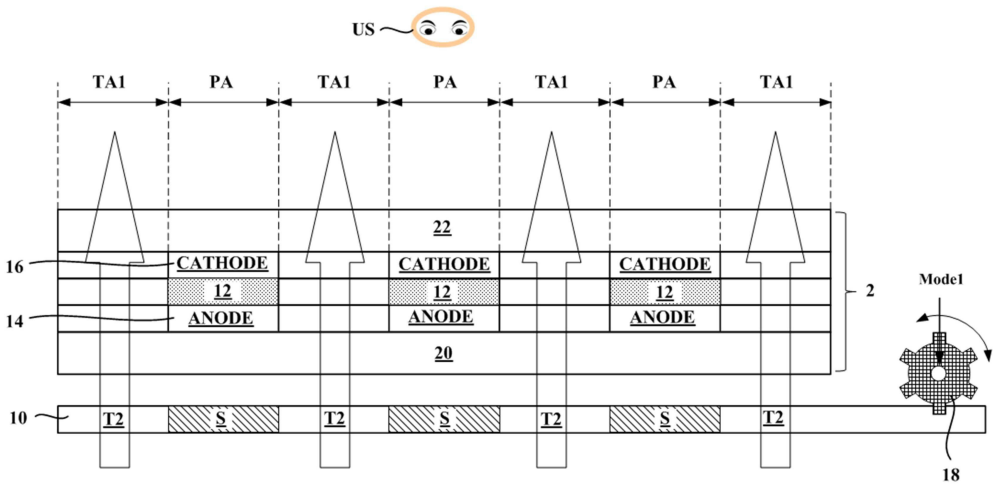 US
TA1 PA TA1 PA TA1 PA TA1
22
16 CATHODE CATHODE CATHODE
Mode1
12 12 12 2
14 ANODE ANODE ANODE
20
10 T2 S T2 S T2 S T2
18